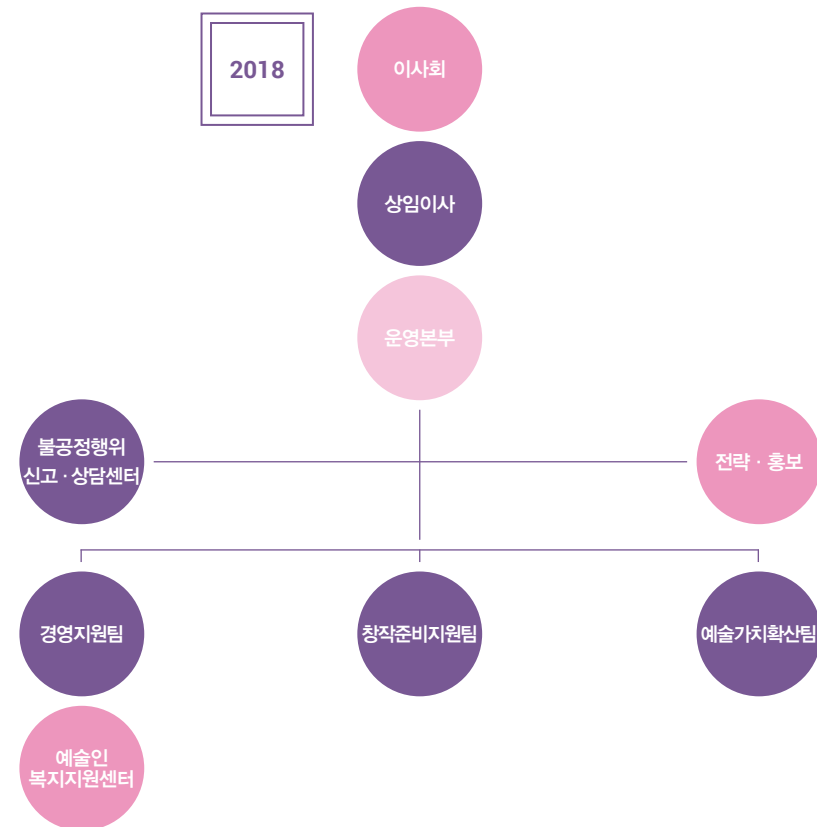 2018
이사회
상임이사
운영본부
불공정행위
신고 · 상담센터
전략 · 홍보
경영지원팀
창작준비지원팀
예술가치확산팀
예술인
복지지원센터